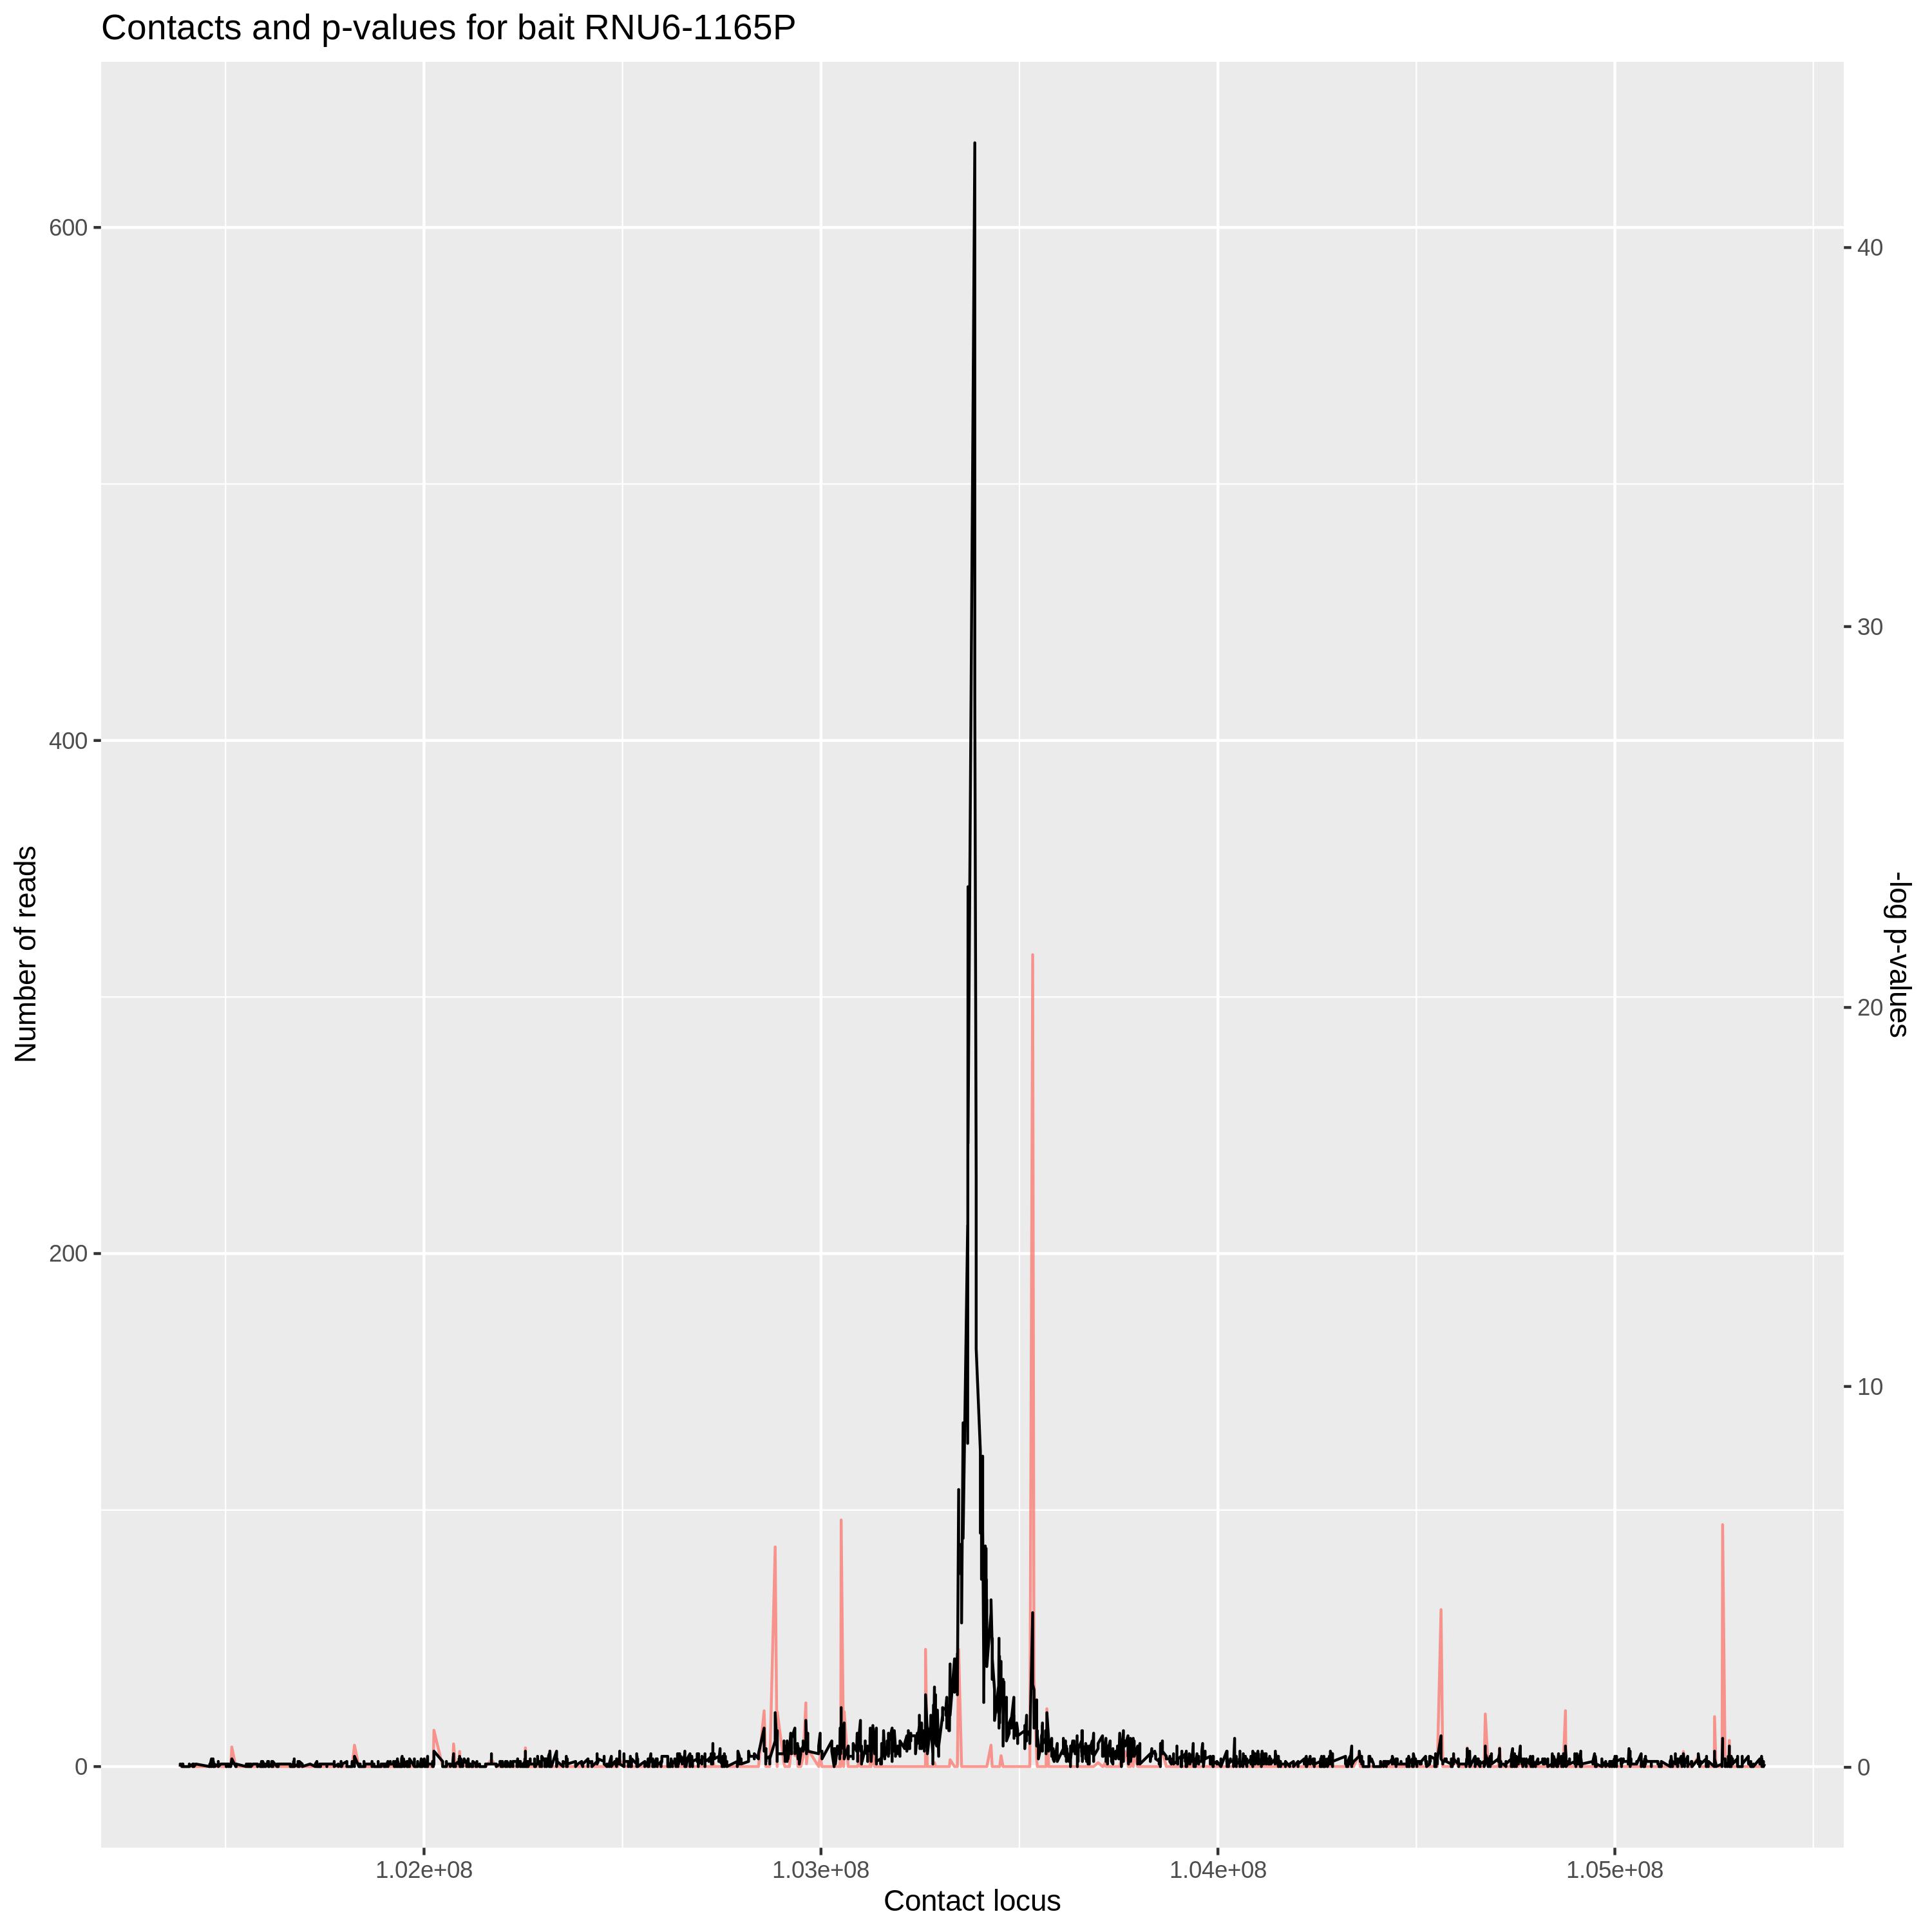 Contacts and p-values for bait RNU6-1165P
600
400
200
0
Number of reads
40
30
20
10
0
-log p-values
1.02e+08
1.03e+08
1.04e+08
1.05e+08
Contact locus